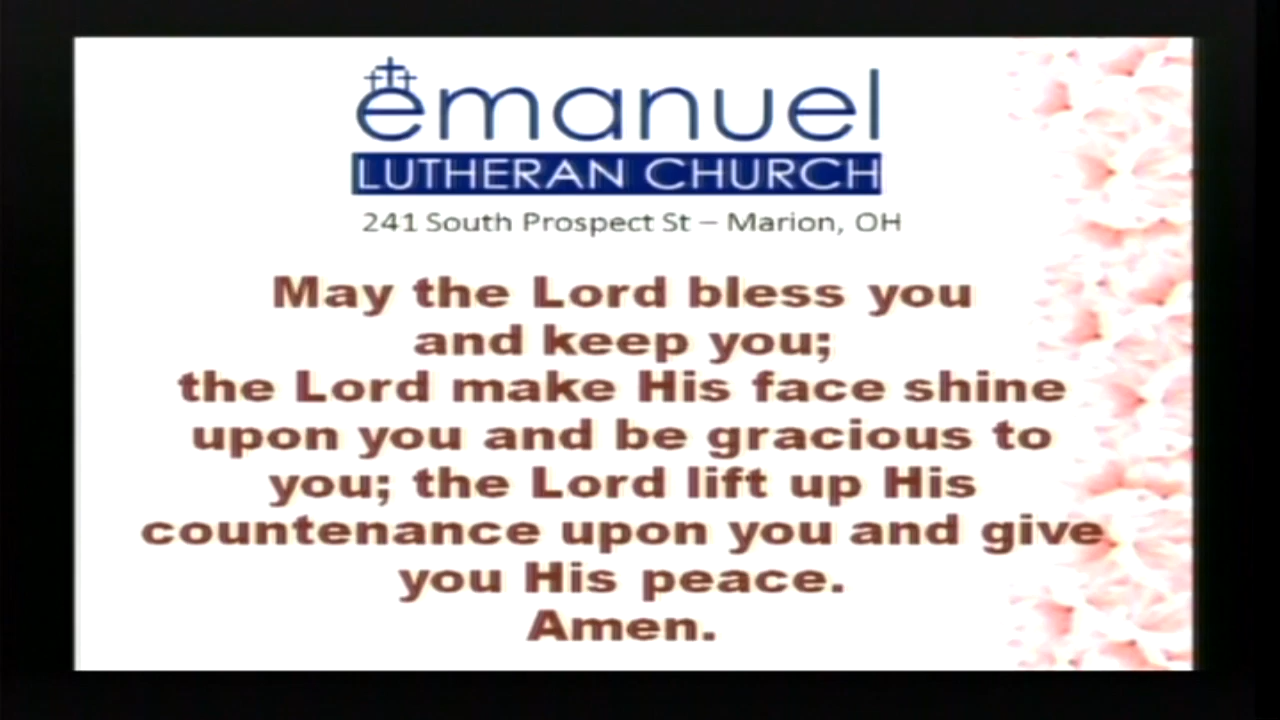 emanuel
LUTHERAN CHURCH
241 South Prospect St – Marion, OH
May the Lord bless you
and keep you;
the Lord make His face shine
upon you and be gracious to
you; the Lord lift up His
countenance upon you and give
you His peace.
Amen.